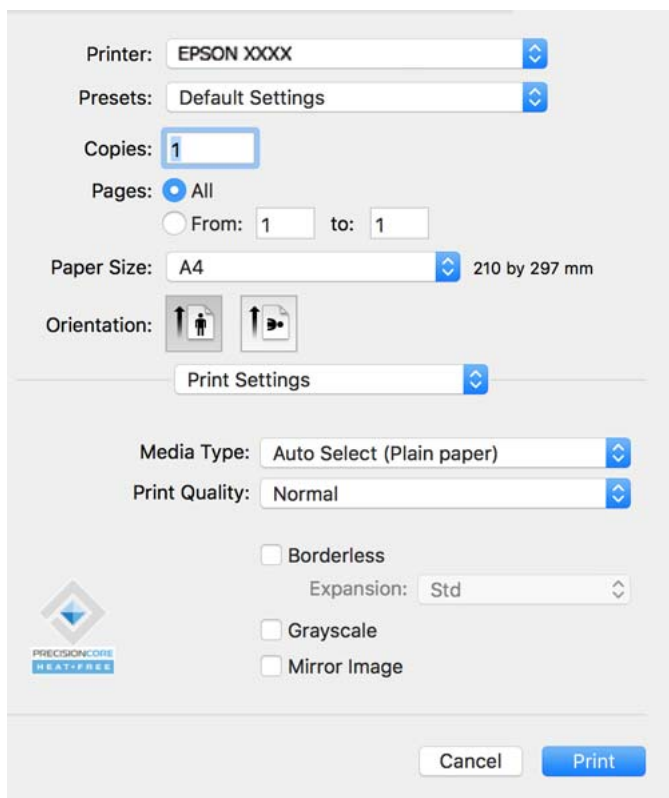 Printer: EPSON XXXX
Presets: Default Settings
Copies: 1
Pages: All
From: 1 to: 1
Paper Size: A4 210 by 297 mm
Orientation:
Print Settings
Media Type: Auto Select (Plain paper)
Print Quality: Normal
Borderless
Expansion: Std
Grayscale
Mirror Image
PRECISIONCORE
HEAT-FREE
Cancel Print